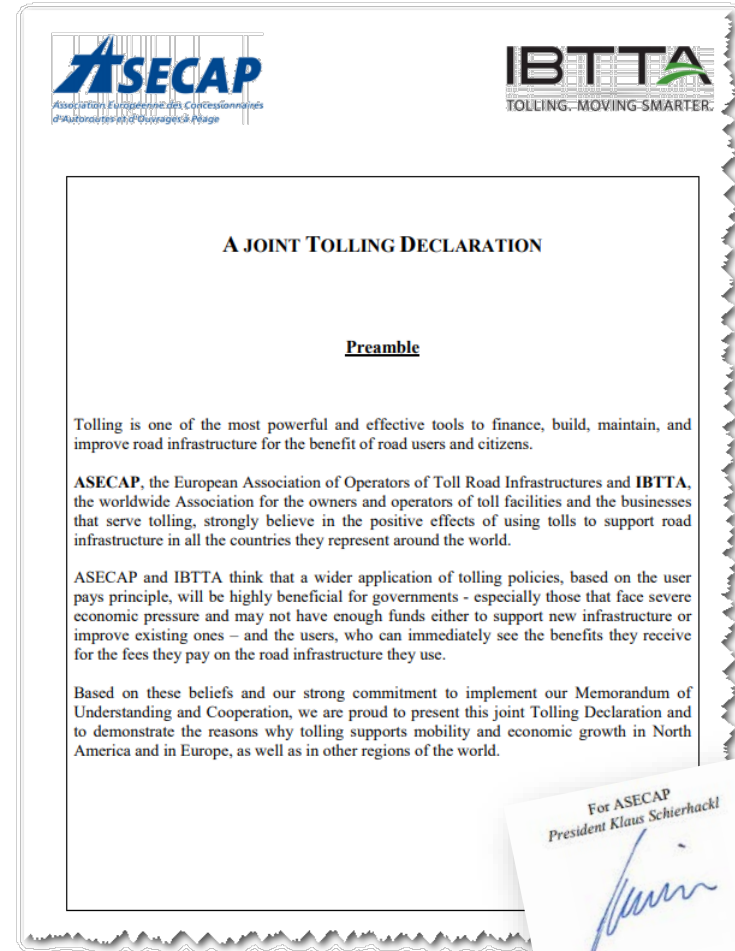 ASECAP
Association Européenne des Concessionnaires
d'Autoroutes et d'Ouvrages à Péage
IBTTA
TOLLING. MOVING SMARTER.
A JOINT TOLLING DECLARATION
Preamble
Tolling is one of the most powerful and effective tools to finance, build, maintain, and
improve road infrastructure for the benefit of road users and citizens.
ASECAP, the European Association of Operators of Toll Road Infrastructures and IBTTA,
the worldwide Association for the owners and operators of toll facilities and the businesses
that serve tolling, strongly believe in the positive effects of using tolls to support road
infrastructure in all the countries they represent around the world.
ASECAP and IBTTA think that a wider application of tolling policies, based on the user
pays principle, will be highly beneficial for governments - especially those that face severe
economic pressure and may not have enough funds either to support new infrastructure or
improve existing ones – and the users, who can immediately see the benefits they receive
for the fees they pay on the road infrastructure they use.
Based on these beliefs and our strong commitment to implement our Memorandum of
Understanding and Cooperation, we are proud to present this joint Tolling Declaration and
to demonstrate the reasons why tolling supports mobility and economic growth in North
America and in Europe, as well as in other regions of the world.
For ASECAP
President Klaus Schierhackl